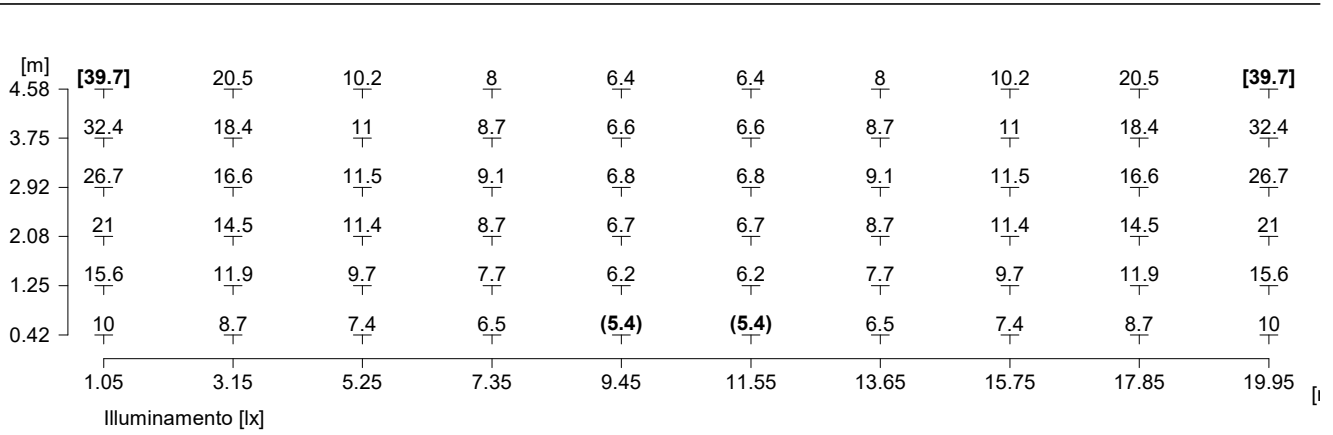 [m]
4.58 [39.7] 20.5 10.2 8 6.4 6.4 8 10.2 20.5 [39.7]
3.75 32.4 18.4 11 8.7 6.6 6.6 8.7 11 18.4 32.4
2.92 26.7 16.6 11.5 9.1 6.8 6.8 9.1 11.5 16.6 26.7
2.08 21 14.5 11.4 8.7 6.7 6.7 8.7 11.4 14.5 21
1.25 15.6 11.9 9.7 7.7 6.2 6.2 7.7 9.7 11.9 15.6
0.42 10 8.7 7.4 6.5 (5.4) (5.4) 6.5 7.4 8.7 10
1.05 3.15 5.25 7.35 9.45 11.55 13.65 15.75 17.85 19.95
Illuminamento [lx]